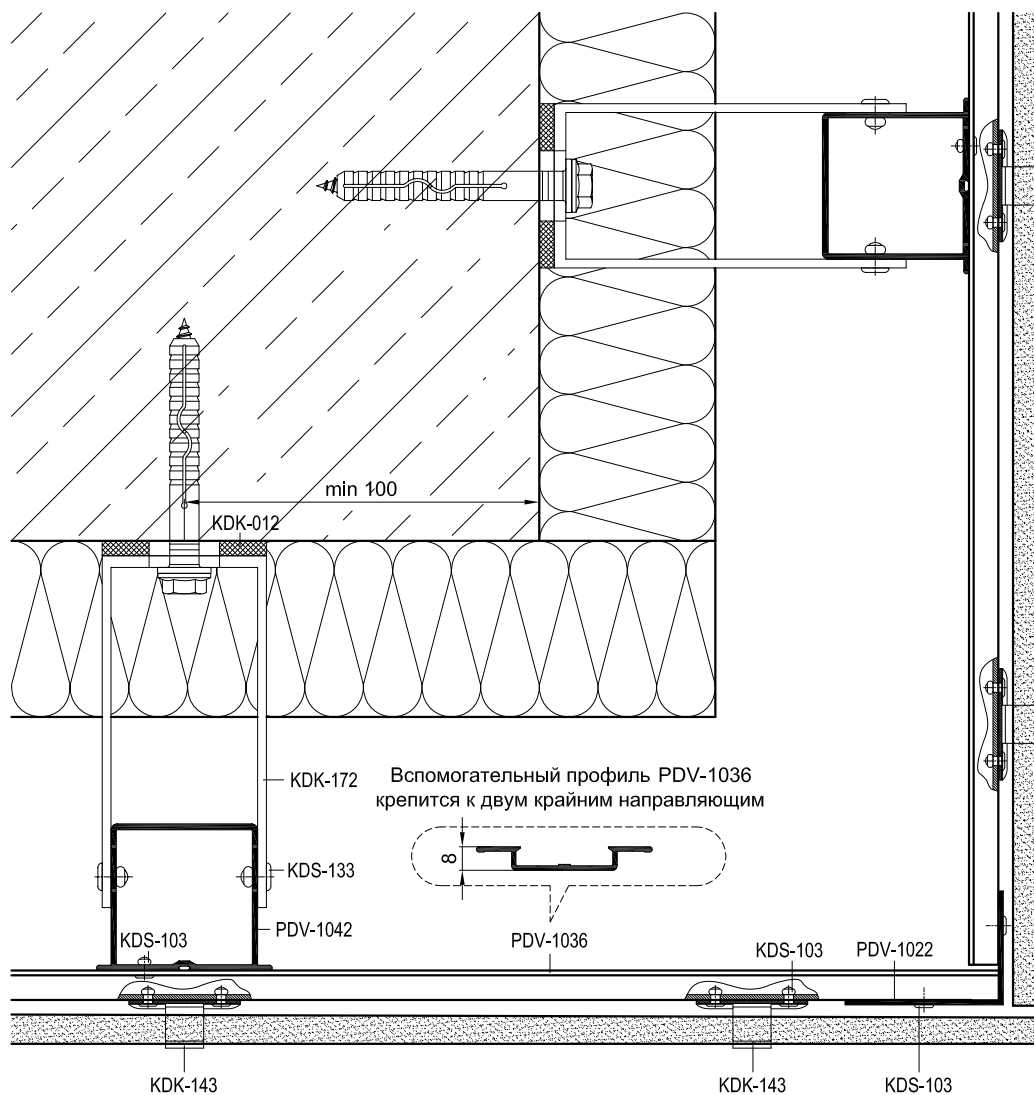 min 100
KDK-012
KDK-172
Вспомогательный профиль PDV-1036
крепится к двум крайним направляющим
8
KDS-133
PDV-1042
KDS-103
PDV-1036
KDS-103
PDV-1022
KDK-143
KDK-143
KDS-103